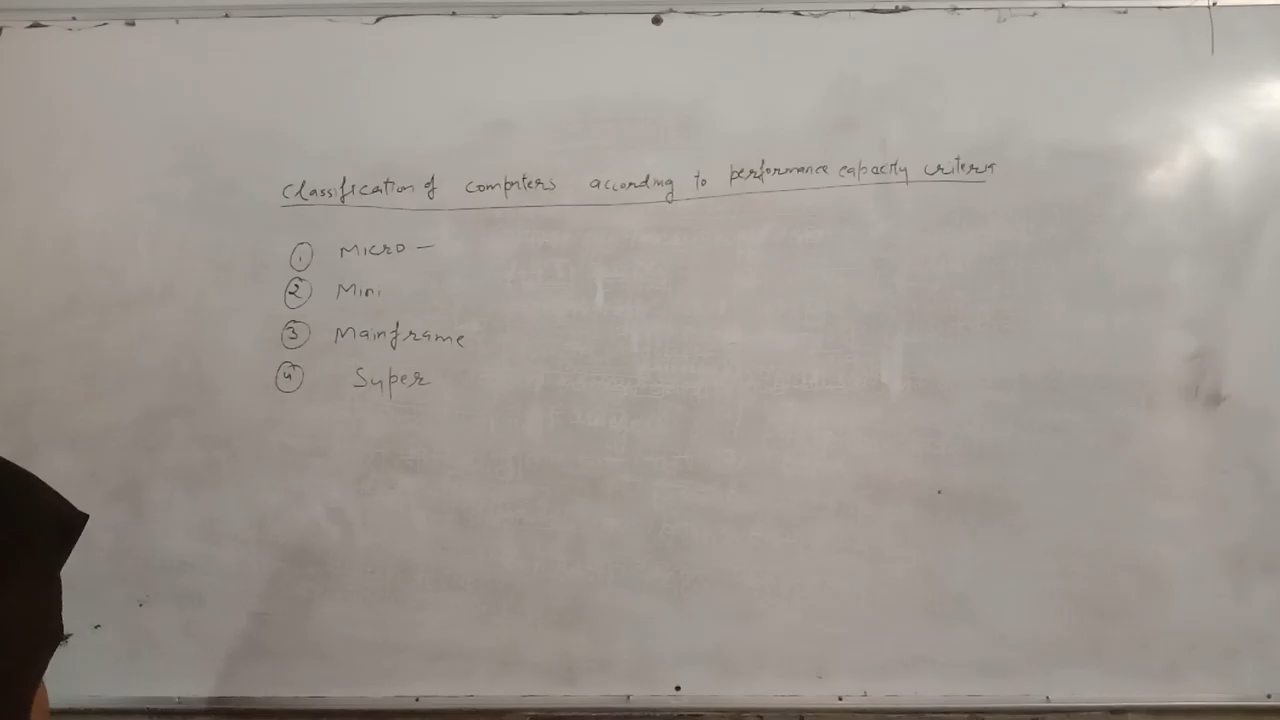 Classification of computers according to performance capacity criteria
① Micro —
② Mini
③ Mainframe
④ Super